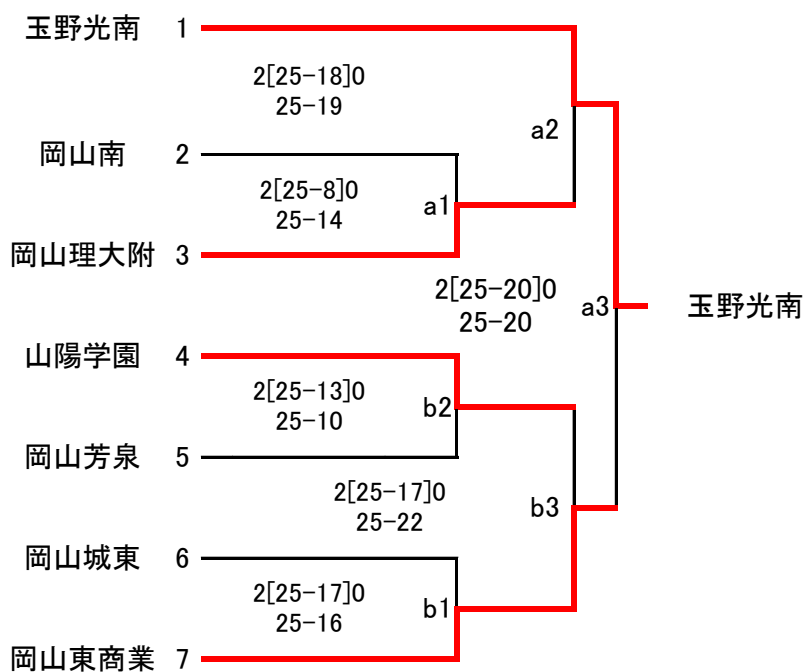 玉野光南 1
2[25-18]0
25-19
a2
岡山南 2
2[25-8]0
25-14
a1
岡山理大附 3
2[25-20]0
25-20
a3
玉野光南
山陽学園 4
2[25-13]0
25-10
b2
岡山芳泉 5
2[25-17]0
25-22
b3
岡山城東 6
2[25-17]0
25-16
b1
岡山東商業 7